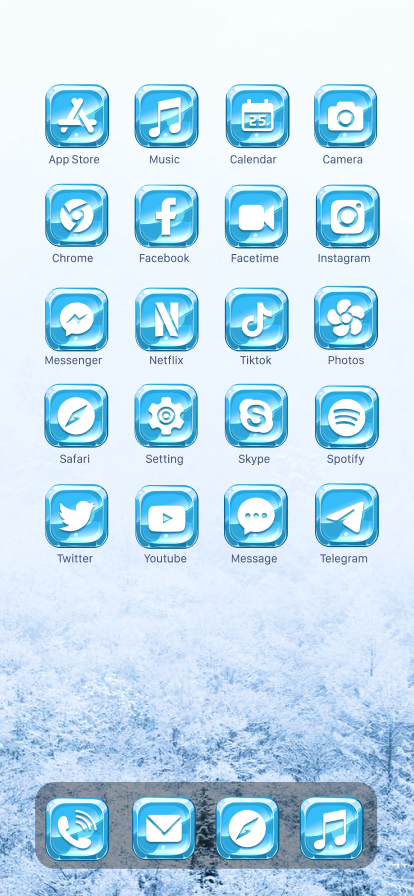 App Store Music Calendar Camera
25
Chrome Facebook Facetime Instagram
Messenger Netflix Tiktok Photos
Safari Setting Skype Spotify
Twitter Youtube Message Telegram